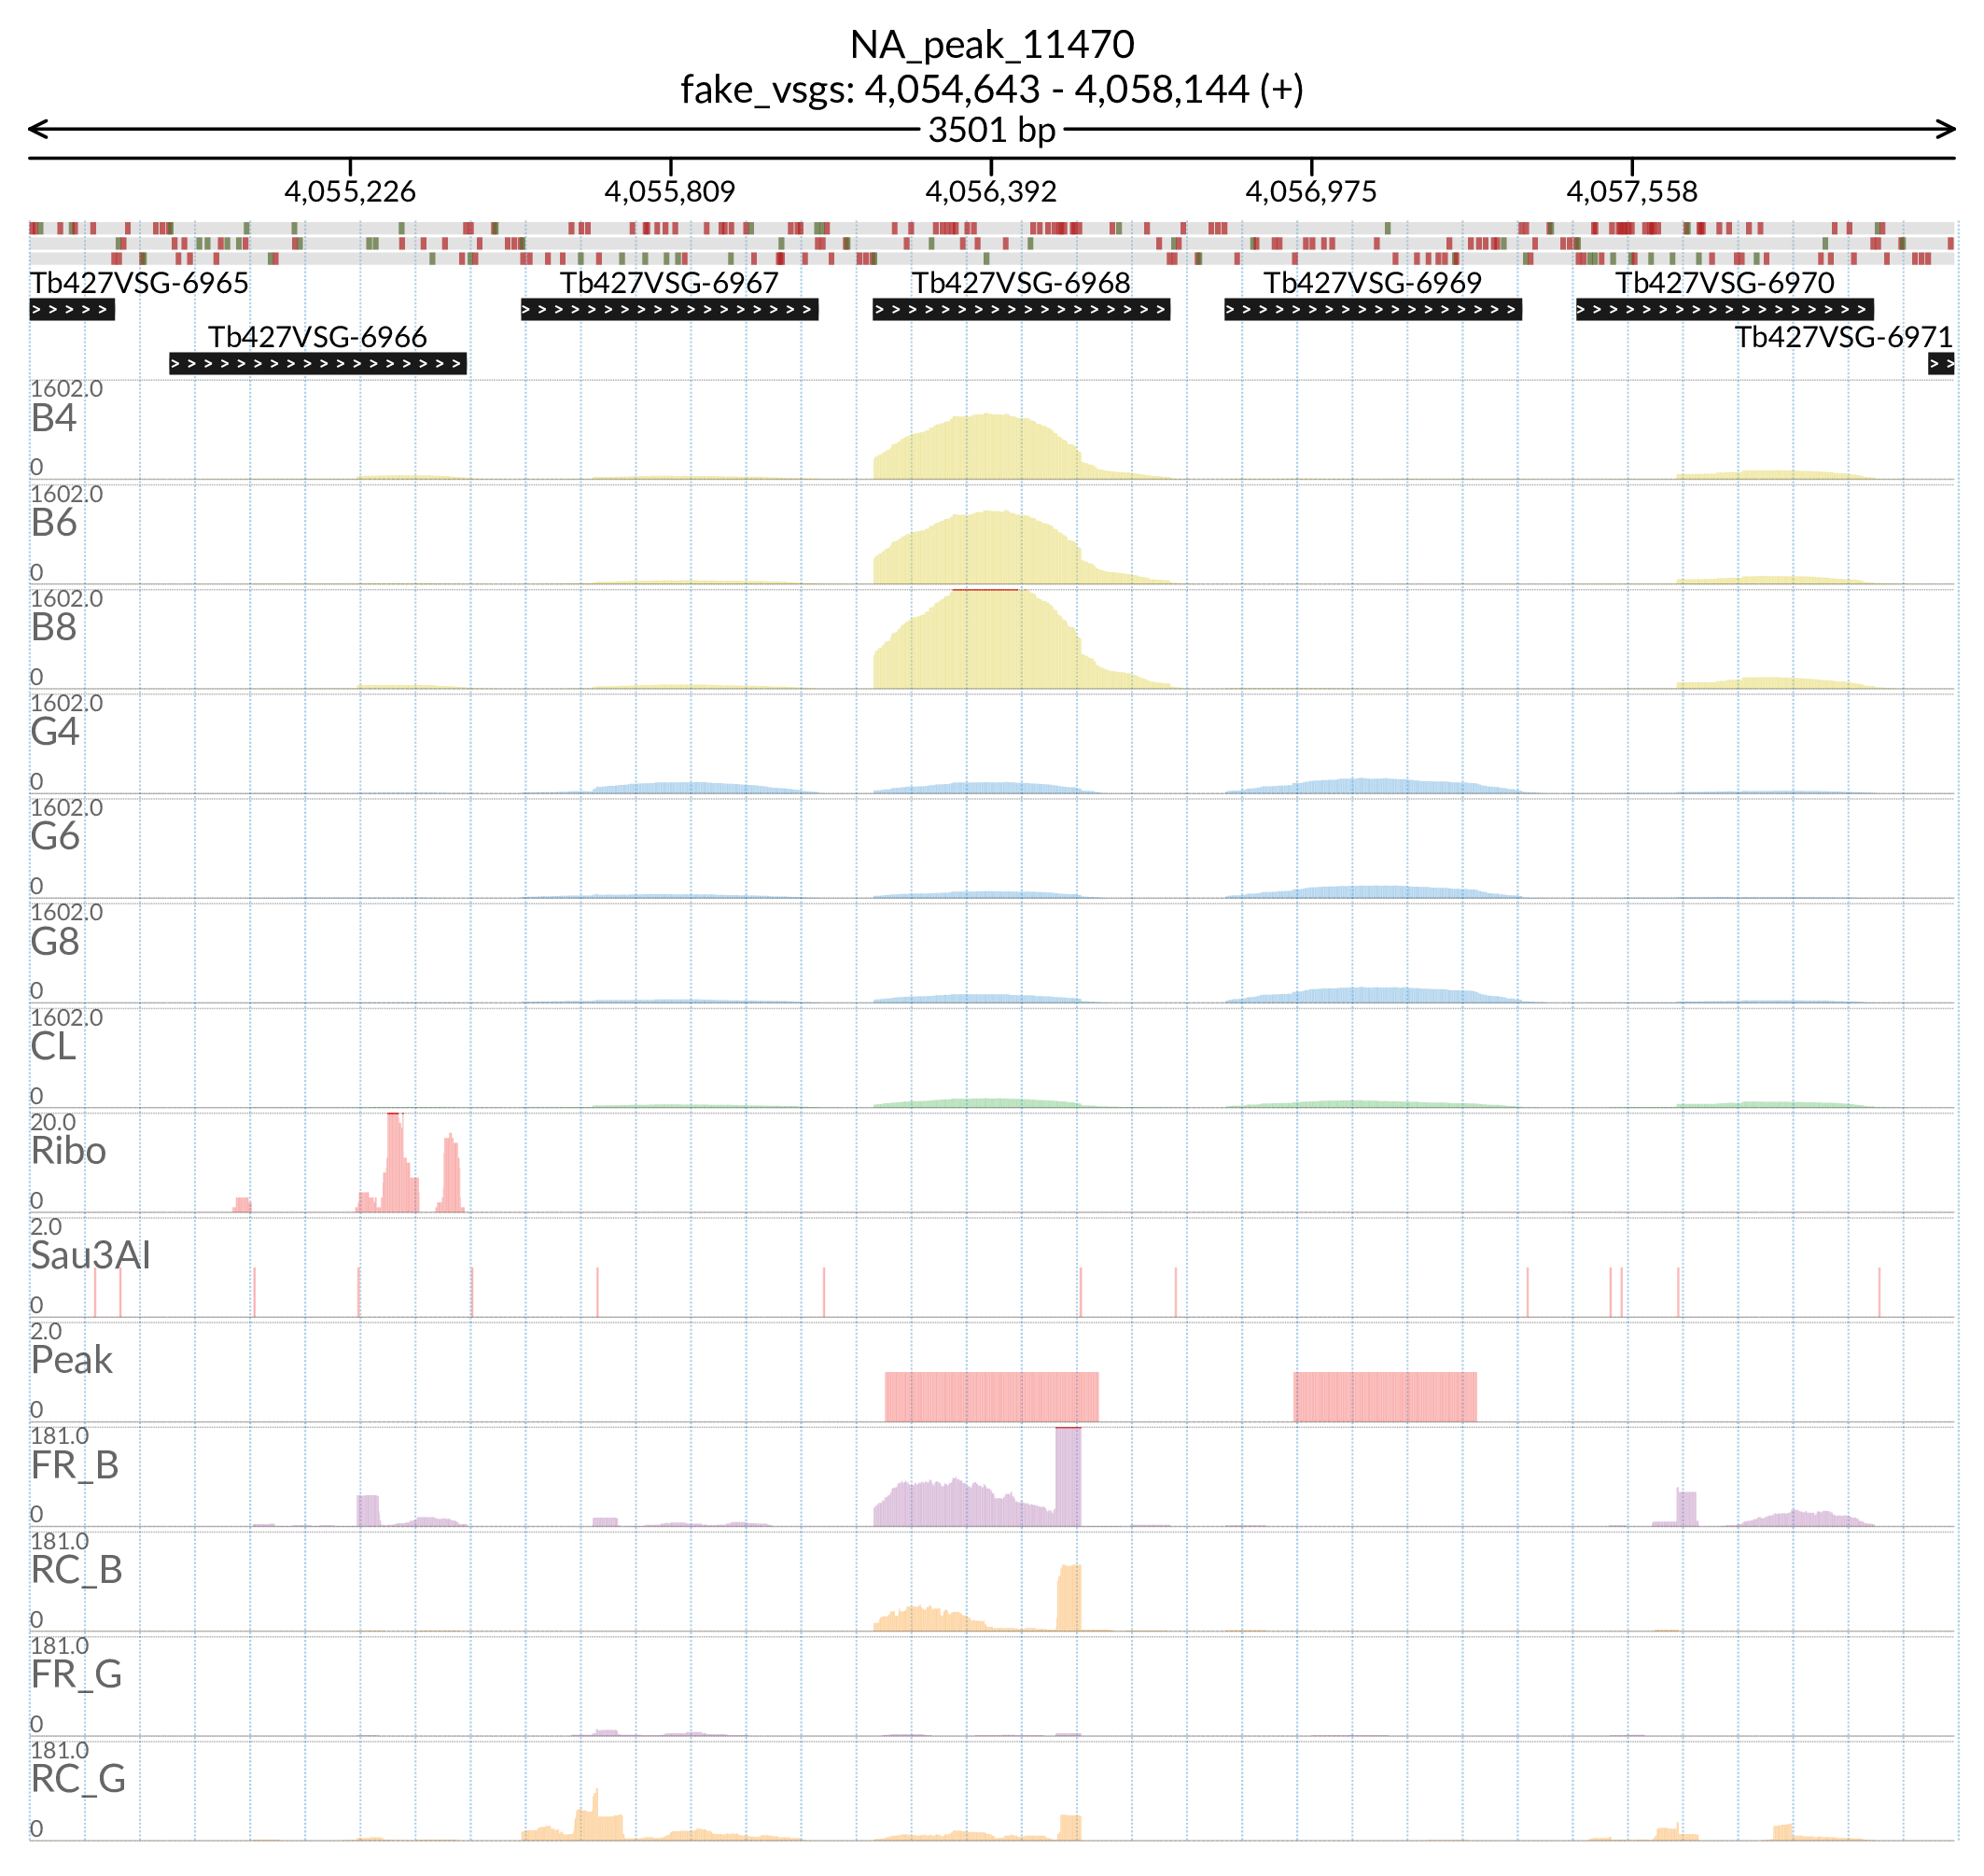 NA_peak_11470
fake_vsgs: 4,054,643 - 4,058,144 (+)
3501 bp
4,055,226 4,055,809 4,056,392 4,056,975 4,057,558
Tb427VSG-6965 Tb427VSG-6967 Tb427VSG-6968 Tb427VSG-6969 Tb427VSG-6970
Tb427VSG-6966 Tb427VSG-6971
1602.0
B4
0
1602.0
B6
0
1602.0
B8
0
1602.0
G4
0
1602.0
G6
0
1602.0
G8
0
1602.0
CL
0
20.0
Ribo
0
2.0
Sau3AI
0
2.0
Peak
0
181.0
FR_B
0
181.0
RC_B
0
181.0
FR_G
0
181.0
RC_G
0